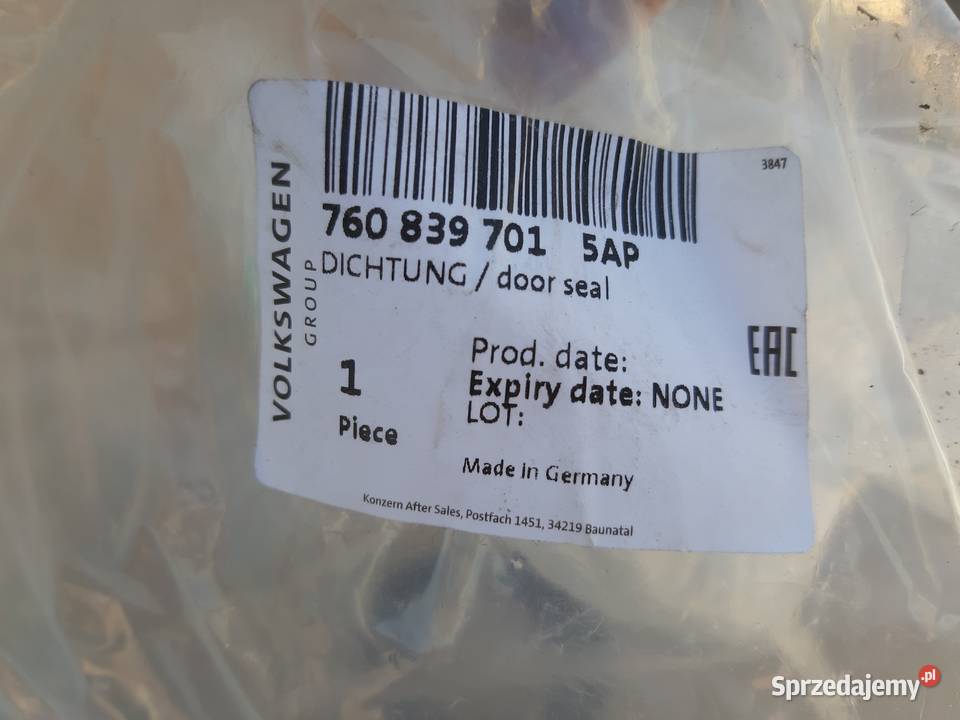 3847
VOLKSWAGEN
GROUP
760 839 701 5AP
DICHTUNG / door seal
1
Piece
Prod. date:
Expiry date: NONE
LOT:
EAC
Made in Germany
Konzern After Sales, Postfach 1451, 34219 Baunatal
Sprzedajemy.pl